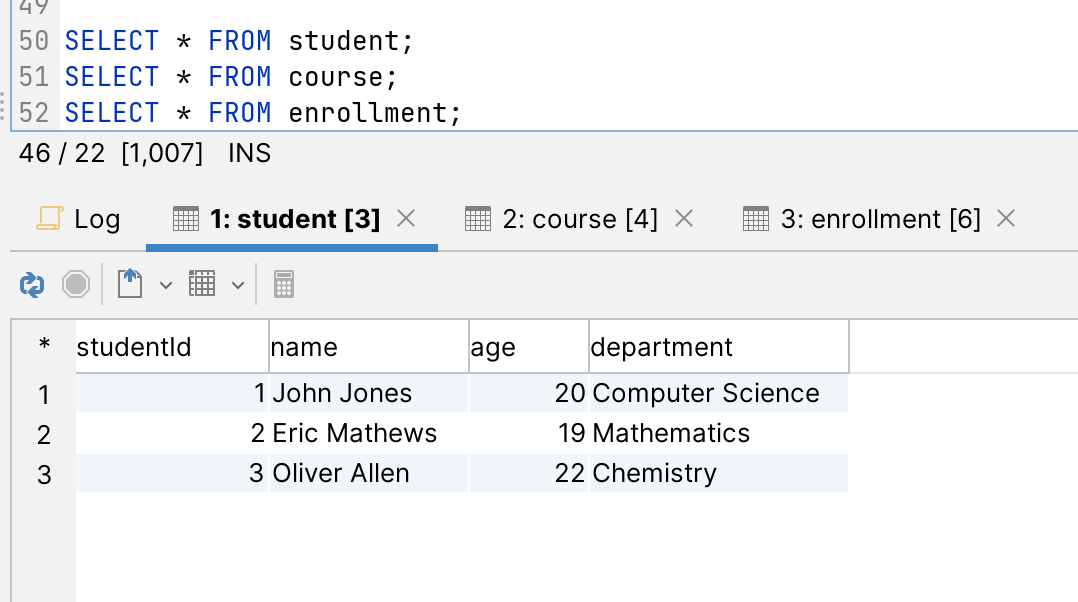 49
50 SELECT * FROM student;
51 SELECT * FROM course;
52 SELECT * FROM enrollment;
46 / 22 [1,007] INS
Log 1: student [3] 2: course [4] 3: enrollment [6]
* studentId name age department
1 1 John Jones 20 Computer Science
2 2 Eric Mathews 19 Mathematics
3 3 Oliver Allen 22 Chemistry